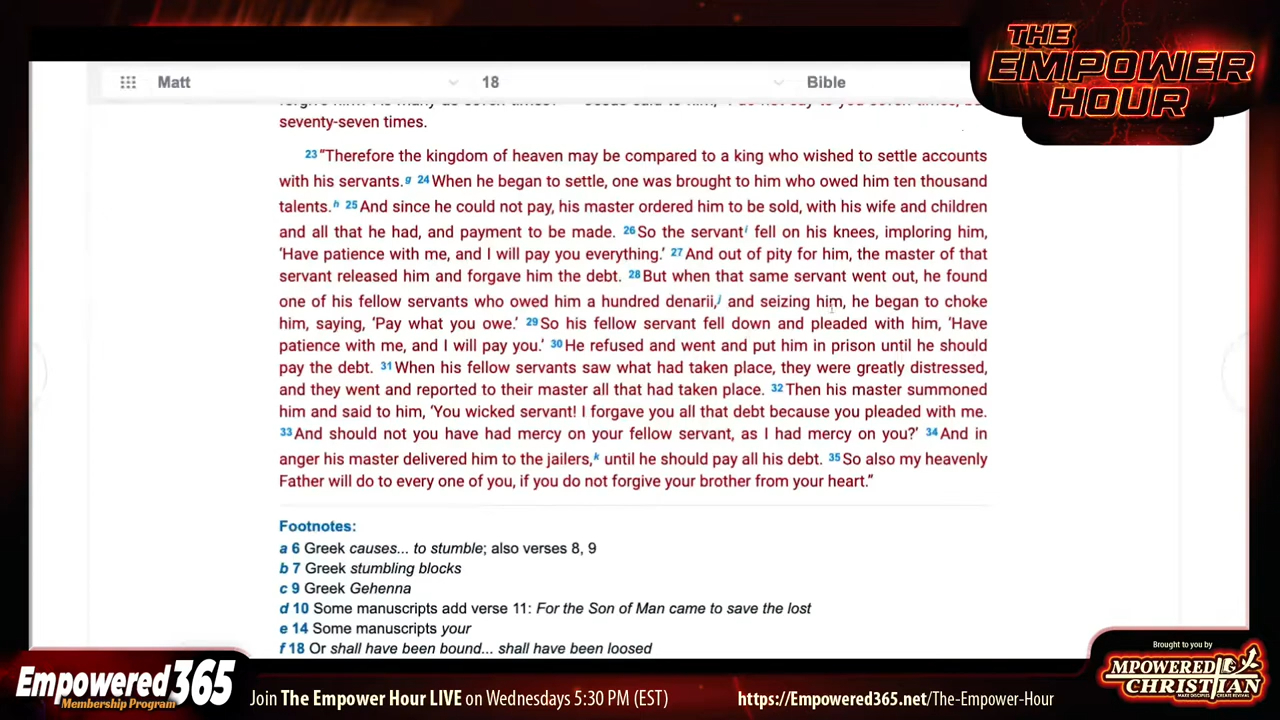 THE
EMPOWER
HOUR
Matt 18 Bible
seventy-seven times.
23 “Therefore the kingdom of heaven may be compared to a king who wished to settle accounts
with his servants. g 24 When he began to settle, one was brought to him who owed him ten thousand
talents. h 25 And since he could not pay, his master ordered him to be sold, with his wife and children
and all that he had, and payment to be made. 26 So the servant i fell on his knees, imploring him,
‘Have patience with me, and I will pay you everything.’ 27 And out of pity for him, the master of that
servant released him and forgave him the debt. 28 But when that same servant went out, he found
one of his fellow servants who owed him a hundred denarii, j and seizing him, he began to choke
him, saying, ‘Pay what you owe.’ 29 So his fellow servant fell down and pleaded with him, ‘Have
patience with me, and I will pay you.’ 30 He refused and went and put him in prison until he should
pay the debt. 31 When his fellow servants saw what had taken place, they were greatly distressed,
and they went and reported to their master all that had taken place. 32 Then his master summoned
him and said to him, ‘You wicked servant! I forgave you all that debt because you pleaded with me.
33 And should not you have had mercy on your fellow servant, as I had mercy on you?’ 34 And in
anger his master delivered him to the jailers, k until he should pay all his debt. 35 So also my heavenly
Father will do to every one of you, if you do not forgive your brother from your heart.”
Footnotes:
a 6 Greek causes... to stumble; also verses 8, 9
b 7 Greek stumbling blocks
c 9 Greek Gehenna
d 10 Some manuscripts add verse 11: For the Son of Man came to save the lost
e 14 Some manuscripts your
f 18 Or shall have been bound... shall have been loosed
Empowered365
Membership Program
Join The Empower Hour LIVE on Wednesdays 5:30 PM (EST)
https://Empowered365.net/The-Empower-Hour
Brought to you by
MPOWERED
CHRISTIAN
MAKE DISCIPLES CREATE REVIVAL